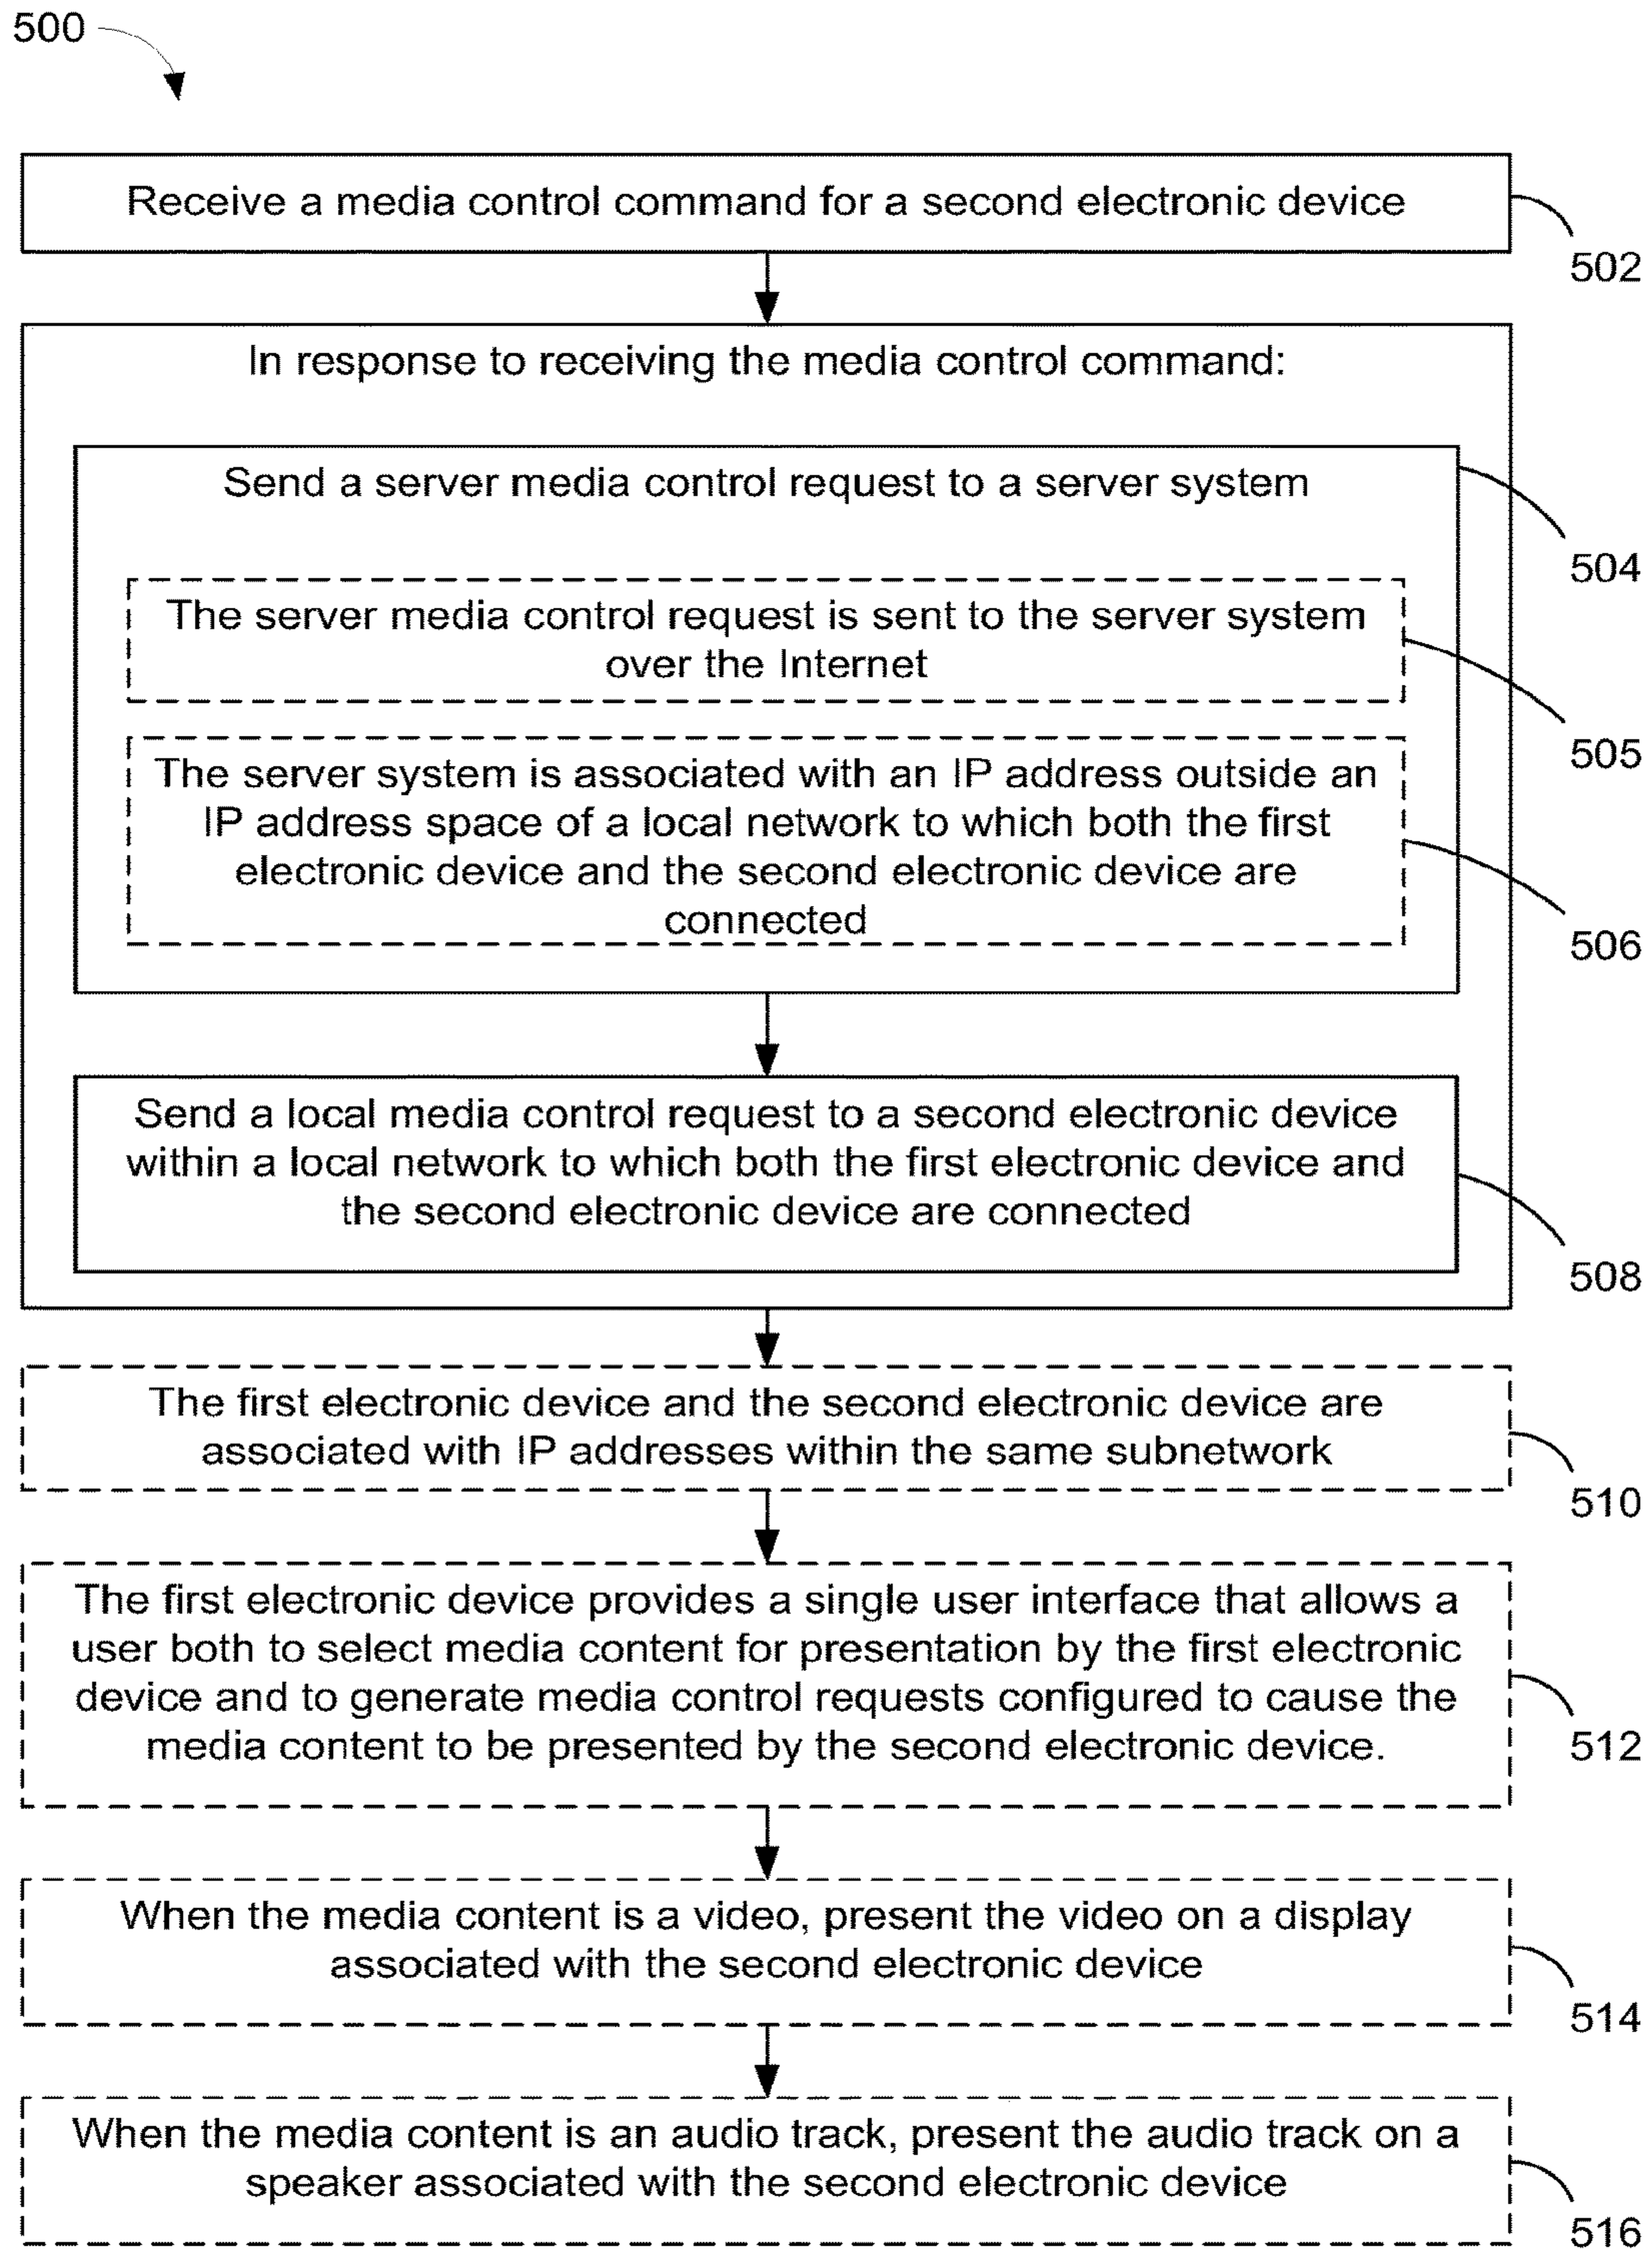 500
Receive a media control command for a second electronic device
502
In response to receiving the media control command:
Send a server media control request to a server system
504
The server media control request is sent to the server system
over the Internet
505
The server system is associated with an IP address outside an
IP address space of a local network to which both the first
electronic device and the second electronic device are
connected
506
Send a local media control request to a second electronic device
within a local network to which both the first electronic device and
the second electronic device are connected
508
The first electronic device and the second electronic device are
associated with IP addresses within the same subnetwork
510
The first electronic device provides a single user interface that allows a
user both to select media content for presentation by the first electronic
device and to generate media control requests configured to cause the
media content to be presented by the second electronic device.
512
When the media content is a video, present the video on a display
associated with the second electronic device
514
When the media content is an audio track, present the audio track on a
speaker associated with the second electronic device
516